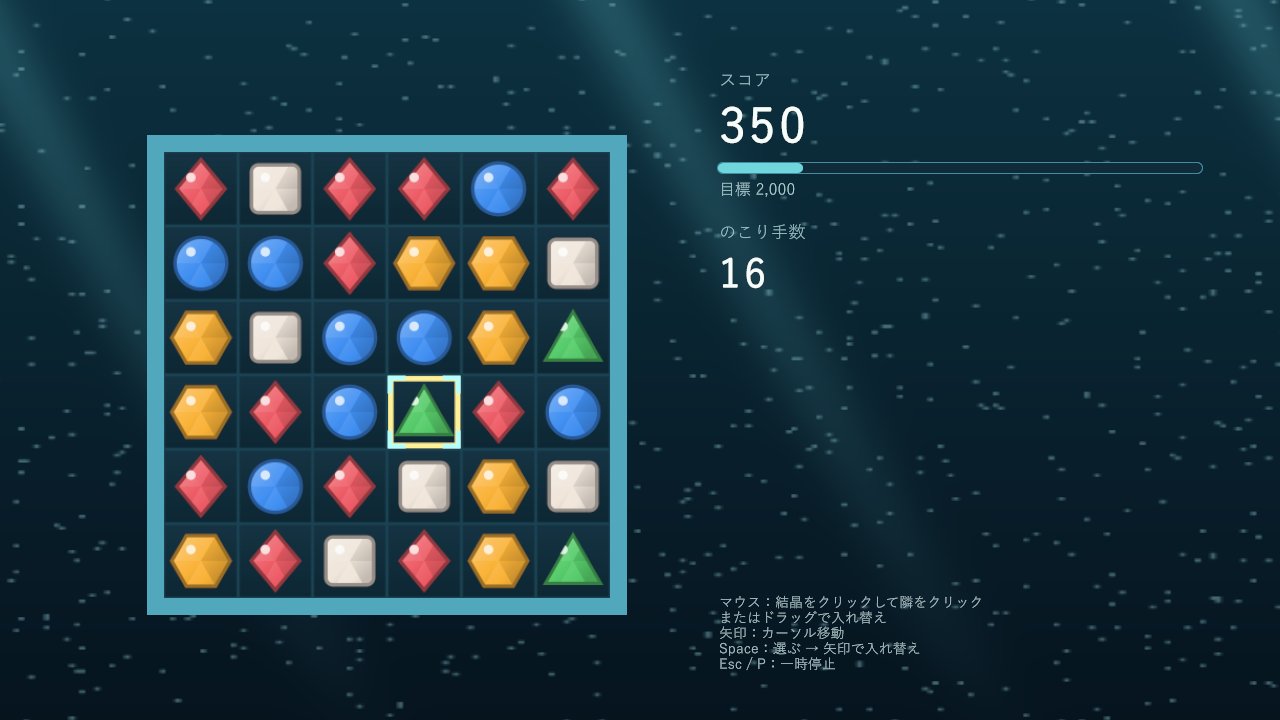 スコア
350
目標 2,000
のこり手数
16
マウス：結晶をクリックして隣をクリック
またはドラッグで入れ替え
矢印：カーソル移動
Space：選ぶ → 矢印で入れ替え
Esc / P：一時停止